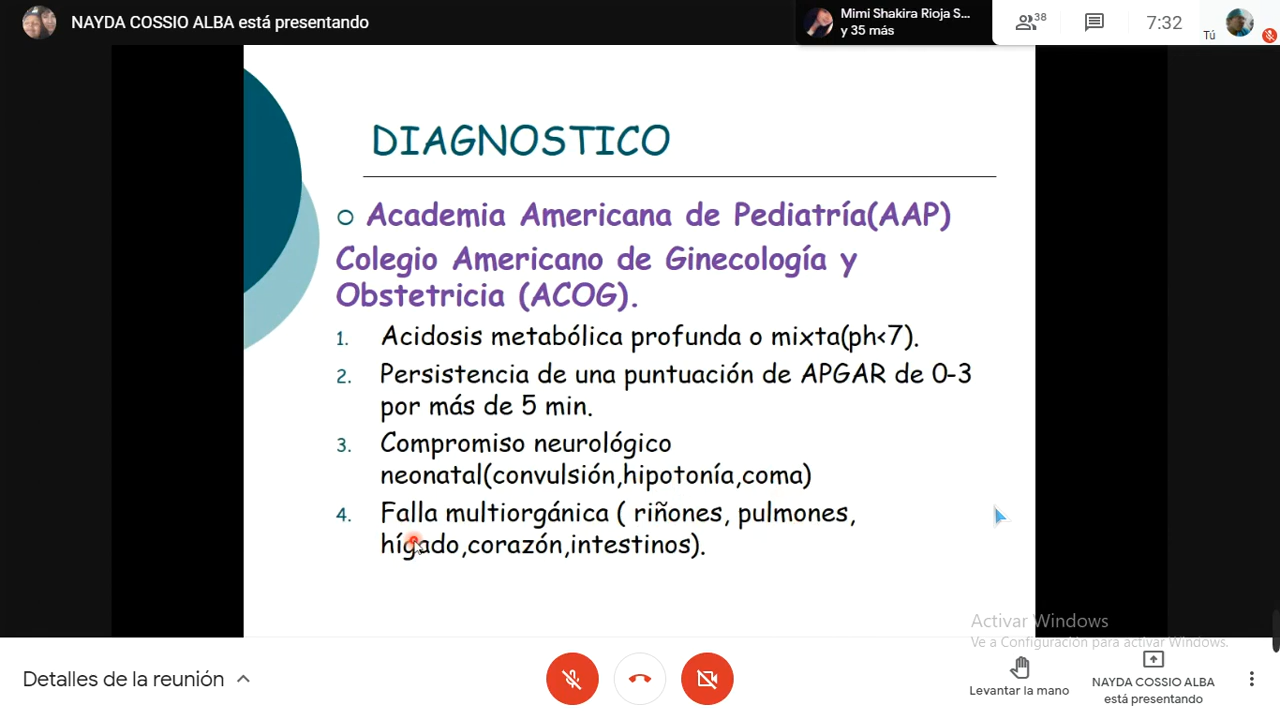 NAYDA COSSIO ALBA está presentando
Mimi Shakira Rioja S...
y 35 más
38
7:32
Tú
DIAGNOSTICO
Academia Americana de Pediatría(AAP)
Colegio Americano de Ginecología y
Obstetricia (ACOG).
1. Acidosis metabólica profunda o mixta(ph<7).
2. Persistencia de una puntuación de APGAR de 0-3
por más de 5 min.
3. Compromiso neurológico
neonatal(convulsión,hipotonía,coma)
4. Falla multiorgánica ( riñones, pulmones,
hígado,corazón,intestinos).
Activar Windows
Ve a Configuración para activar Windows.
Detalles de la reunión
Levantar la mano
NAYDA COSSIO ALBA
está presentando